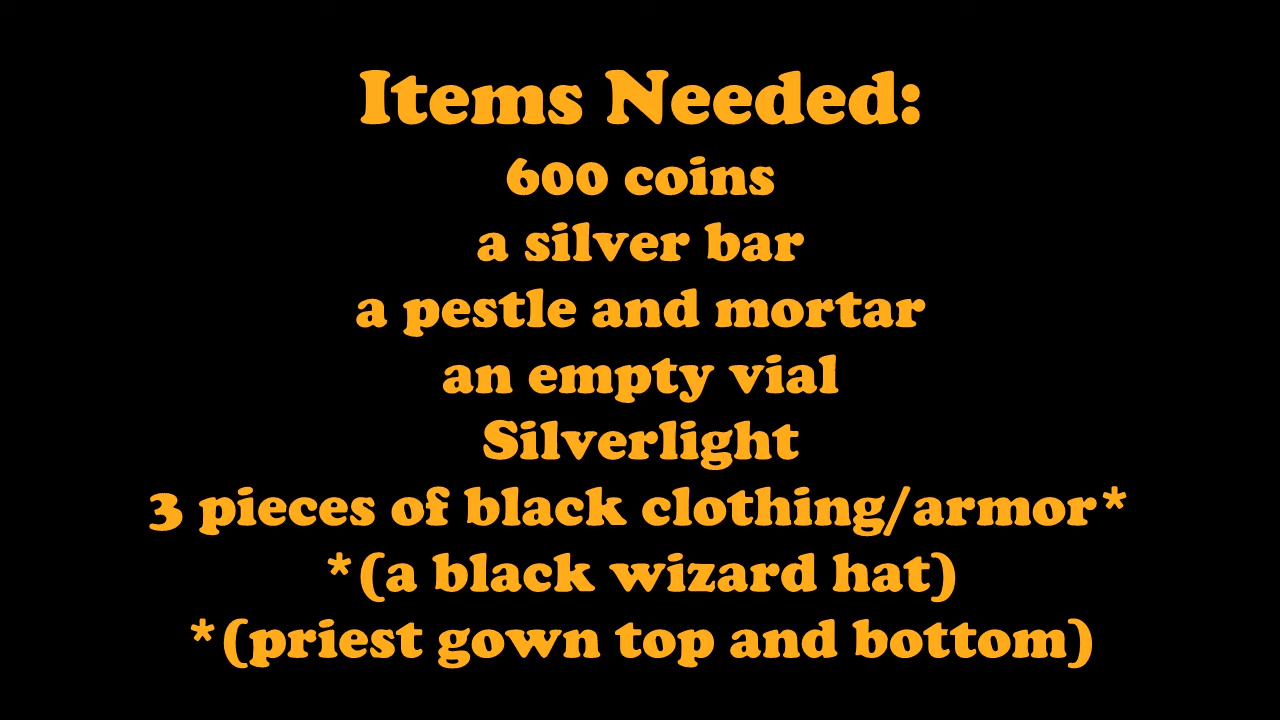 Items Needed:
600 coins
a silver bar
a pestle and mortar
an empty vial
Silverlight
3 pieces of black clothing/armor*
*(a black wizard hat)
*(priest gown top and bottom)